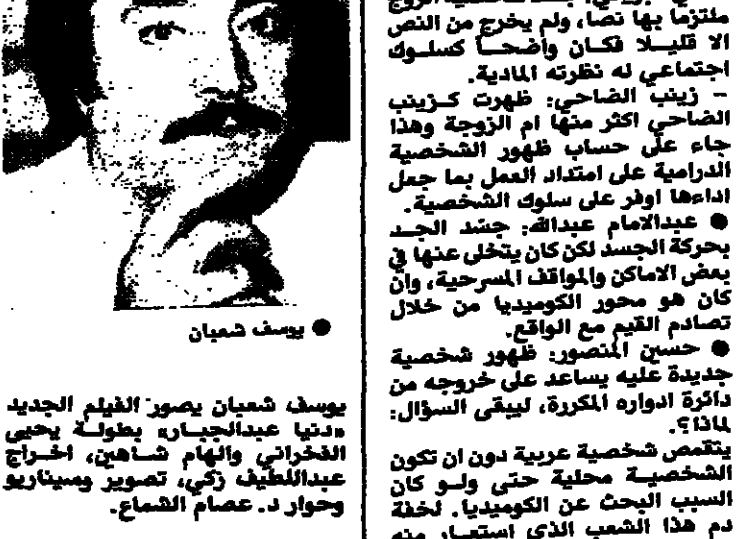 ملتزما بها نصا، ولم يخرج من النص
الا قليلا فكان واضحا كسلوك
اجتماعي له نظرته المادية.
- زينب الضاحي: ظهرت كزينب
الضاحي اكثر منها ام الزوجة وهذا
جاء على حساب ظهور الشخصية
الدرامية على امتداد العمل بما جعل
اداءها اوفر على سلوك الشخصية.
● عبدالامام عبدالله: جسّد الجد
بحركة الجسد لكن كان يتخلى عنها في
بعض الاماكن والمواقف المسرحية، وان
كان هو محور الكوميديا من خلال
تصادم القيم مع الواقع.
● حسين المنصور: ظهور شخصية
جديدة عليه يساعد على خروجه من
دائرة ادواره المكررة، ليبقى السؤال:
لماذا؟.
يتقمص شخصية عربية دون ان تكون
الشخصية محلية حتى ولو كان
السبب البحث عن الكوميديا. لخفة
دم هذا الشعب الذي استعار منه
● يوسف شعبان
يوسف شعبان يصور الفيلم الجديد
«دنيا عبدالجبار» بطولة يحيى
الفخراني والهام شاهين، اخراج
عبداللطيف زكي، تصوير وسيناريو
وحوار د. عصام الشماع.